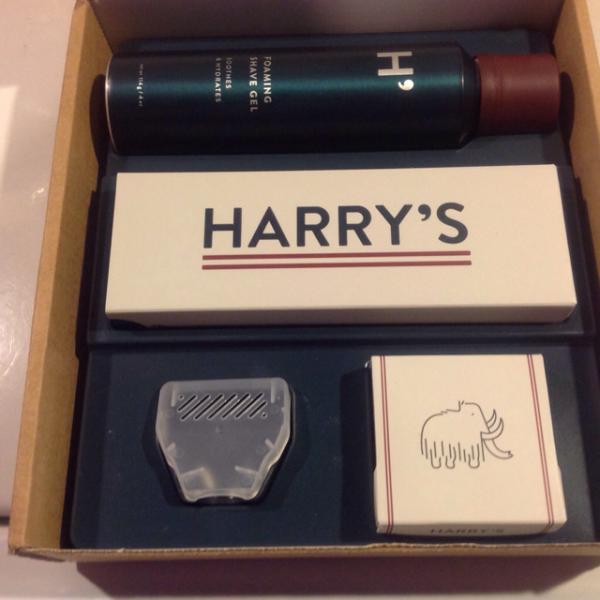 H'
FOAMING
SHAVE GEL
SOOTHES
& HYDRATES
HARRY'S
HARRY'S